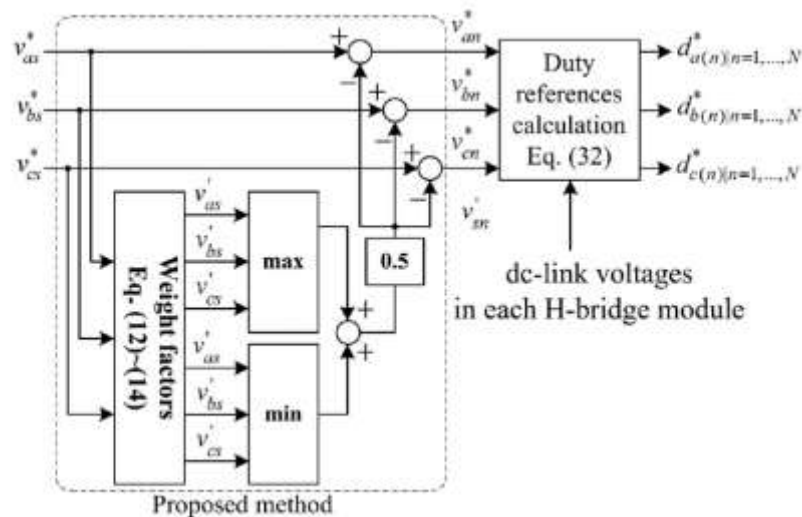 v*as
v*bs
v*cs
+
−
+
−
+
−
v*an
v*bn
v*cn
v'sn
Duty
references
calculation
Eq. (32)
d*a(n)|n=1,...,N
d*b(n)|n=1,...,N
d*c(n)|n=1,...,N
dc-link voltages
in each H-bridge module
Weight factors
Eq. (12)~(14)
v'as
v'bs
v'cs
v'as
v'bs
v'cs
max
min
+
+
0.5
Proposed method